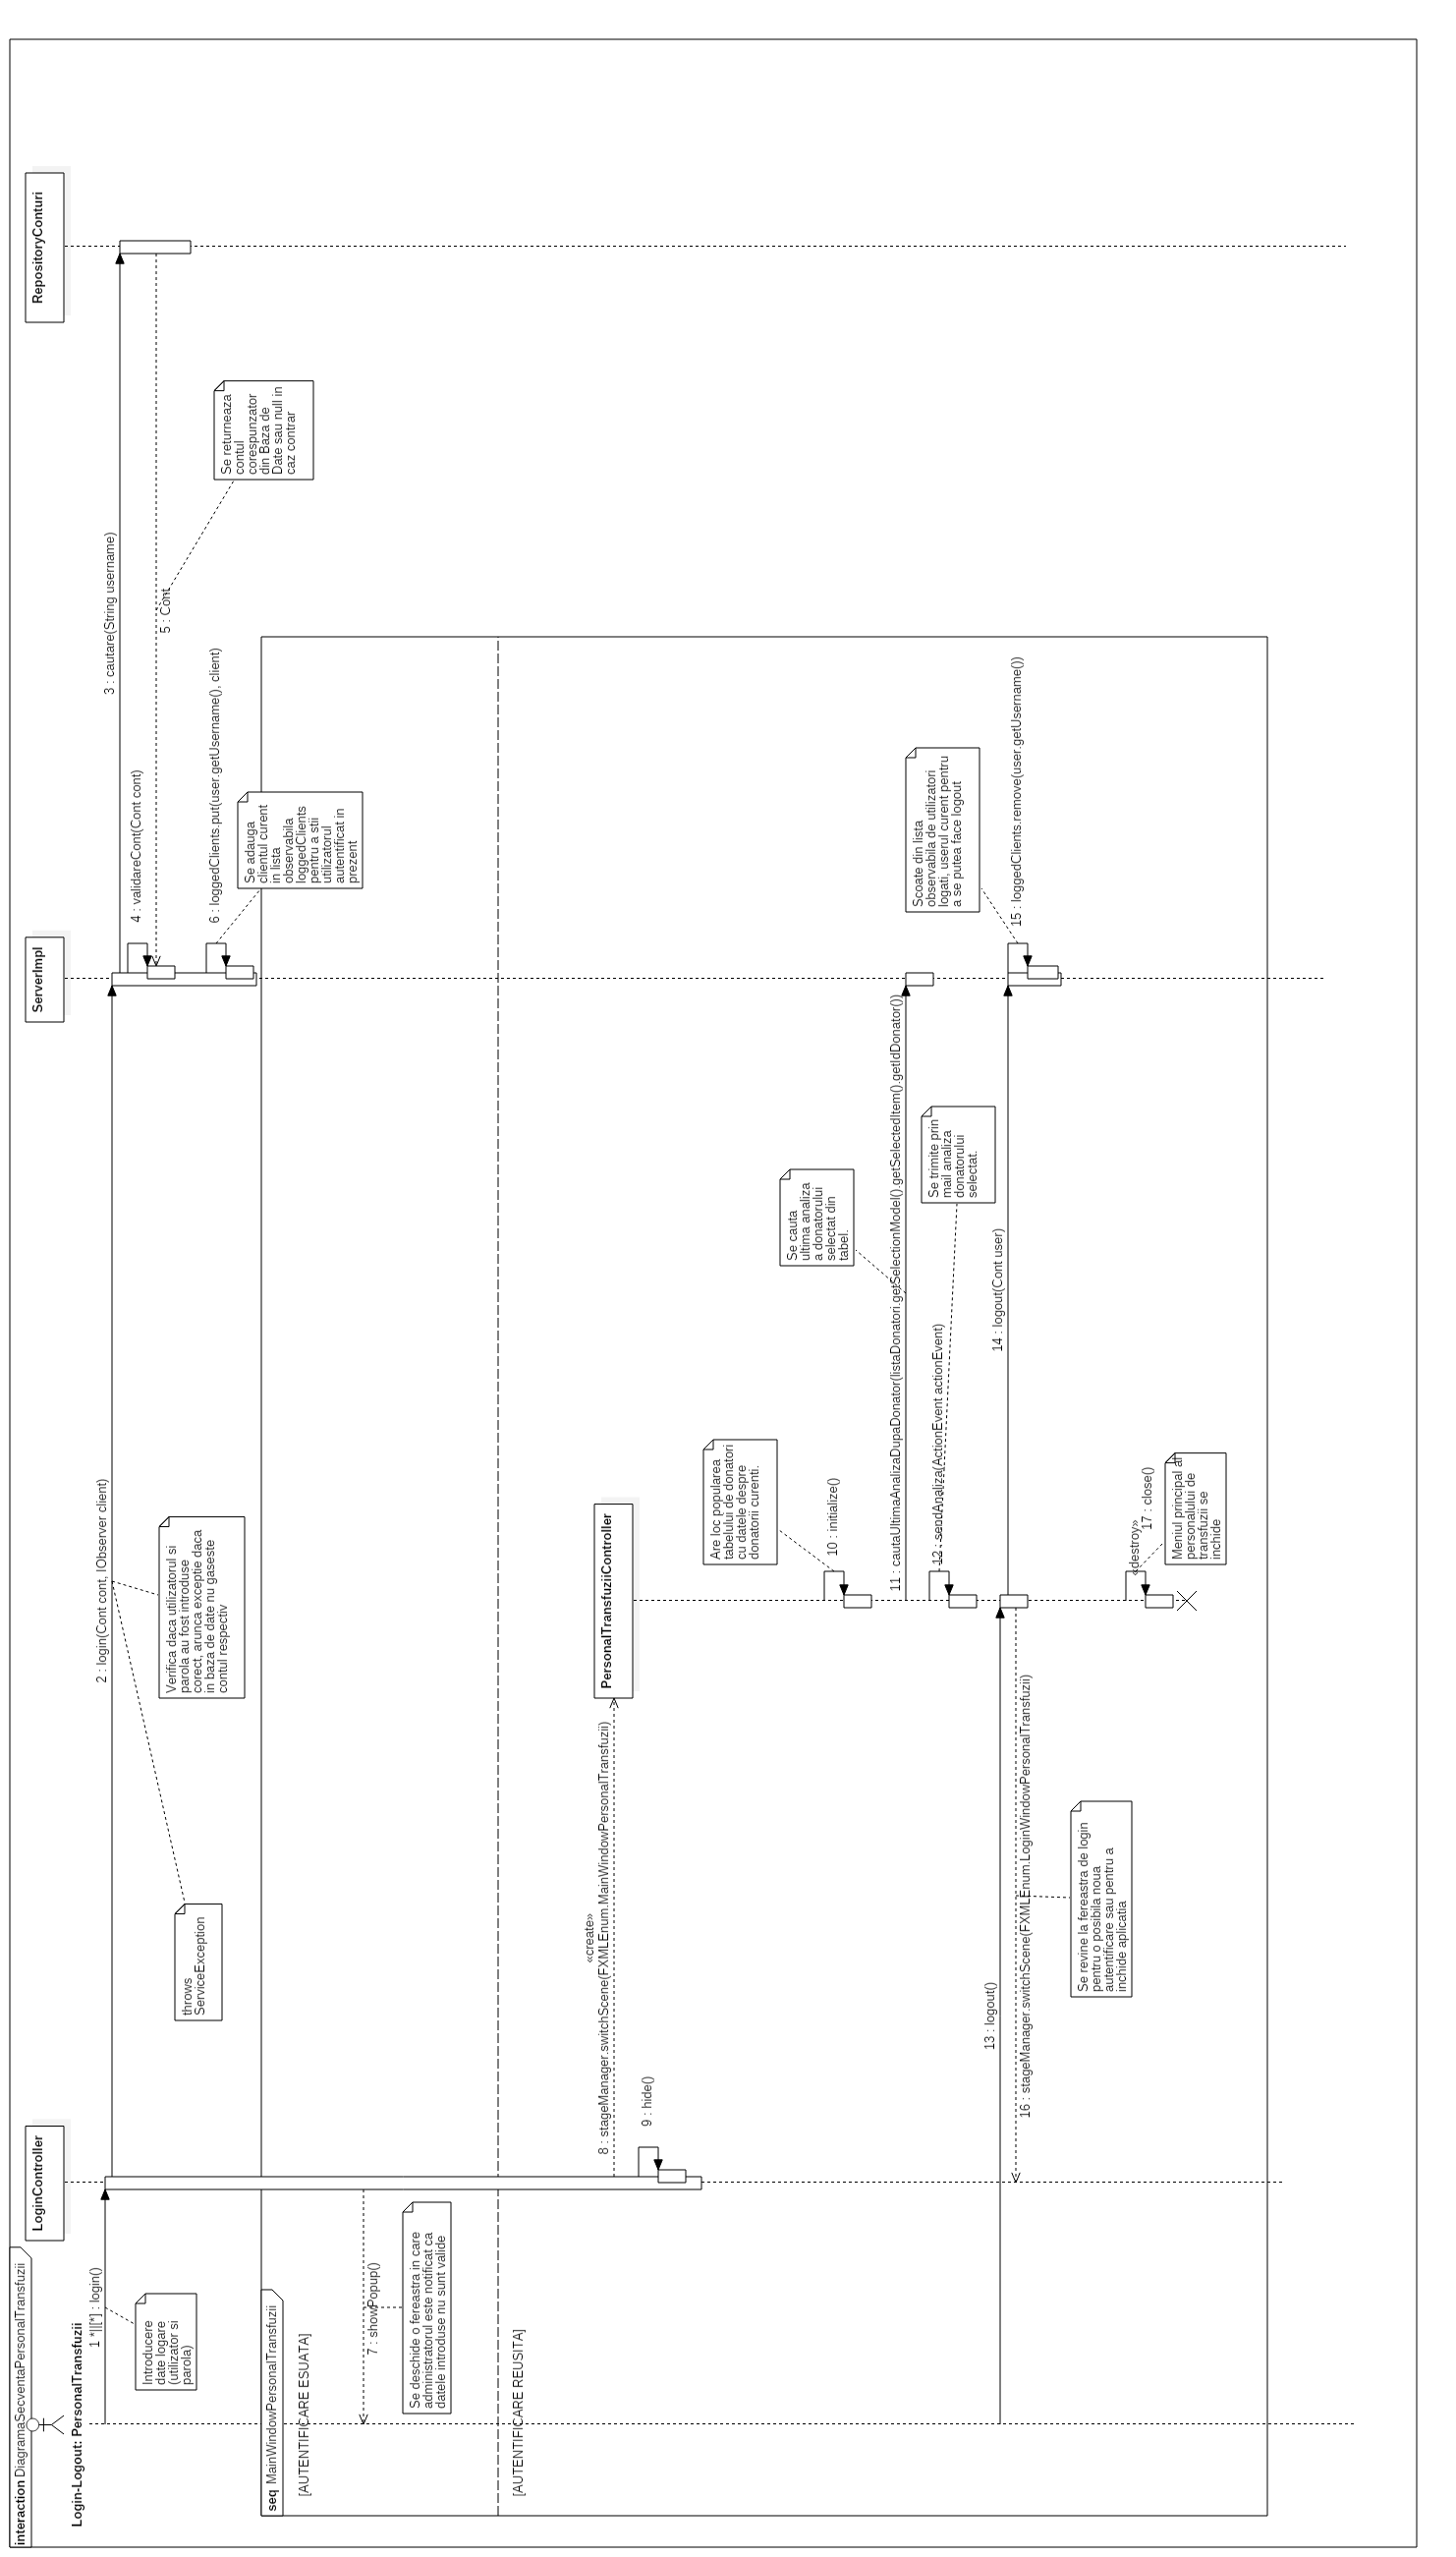 interaction DiagramaSecventaPersonalTransfuzii
Login-Logout: PersonalTransfuzii
LoginController
ServerImpl
RepositoryConturi
1 *||[*] : login()
Introducere
date logare
(utilizator si
parola)
2 : login(Cont cont, IObserver client)
throws
ServiceException
Verifica daca utilizatorul si
parola au fost introduse
corect, arunca exceptie daca
in baza de date nu gaseste
contul respectiv
3 : cautare(String username)
4 : validareCont(Cont cont)
5 : Cont
Se returneaza
contul
corespunzator
din Baza de
Date sau null in
caz contrar
6 : loggedClients.put(user.getUsername(), client)
Se adauga
clientul curent
in lista
observabila
loggedClients
pentru a stii
utilizatorul
autentificat in
prezent
seq MainWindowPersonalTransfuzii
[AUTENTIFICARE ESUATA]
7 : showPopup()
Se deschide o fereastra in care
administratorul este notificat ca
datele introduse nu sunt valide
[AUTENTIFICARE REUSITA]
«create»
8 : stageManager.switchScene(FXMLEnum.MainWindowPersonalTransfuzii)
PersonalTransfuziiController
9 : hide()
Are loc popularea
tabelului de donatori
cu datele despre
donatorii curenti.
10 : initialize()
Se cauta
ultima analiza
a donatorului
selectat din
tabel.
11 : cautaUltimaAnalizaDupaDonator(listaDonatori.getSelectionModel().getSelectedItem().getIdDonator())
12 : sendAnaliza(ActionEvent actionEvent)
Se trimite prin
mail analiza
donatorului
selectat.
13 : logout()
14 : logout(Cont user)
Scoate din lista
observabila de utilizatori
logati, userul curent pentru
a se putea face logout
15 : loggedClients.remove(user.getUsername())
16 : stageManager.switchScene(FXMLEnum.LoginWindowPersonalTransfuzii)
Se revine la fereastra de login
pentru o posibila noua
autentificare sau pentru a
inchide aplicatia
«destroy»
17 : close()
Meniul principal al
personalului de
transfuzii se
inchide